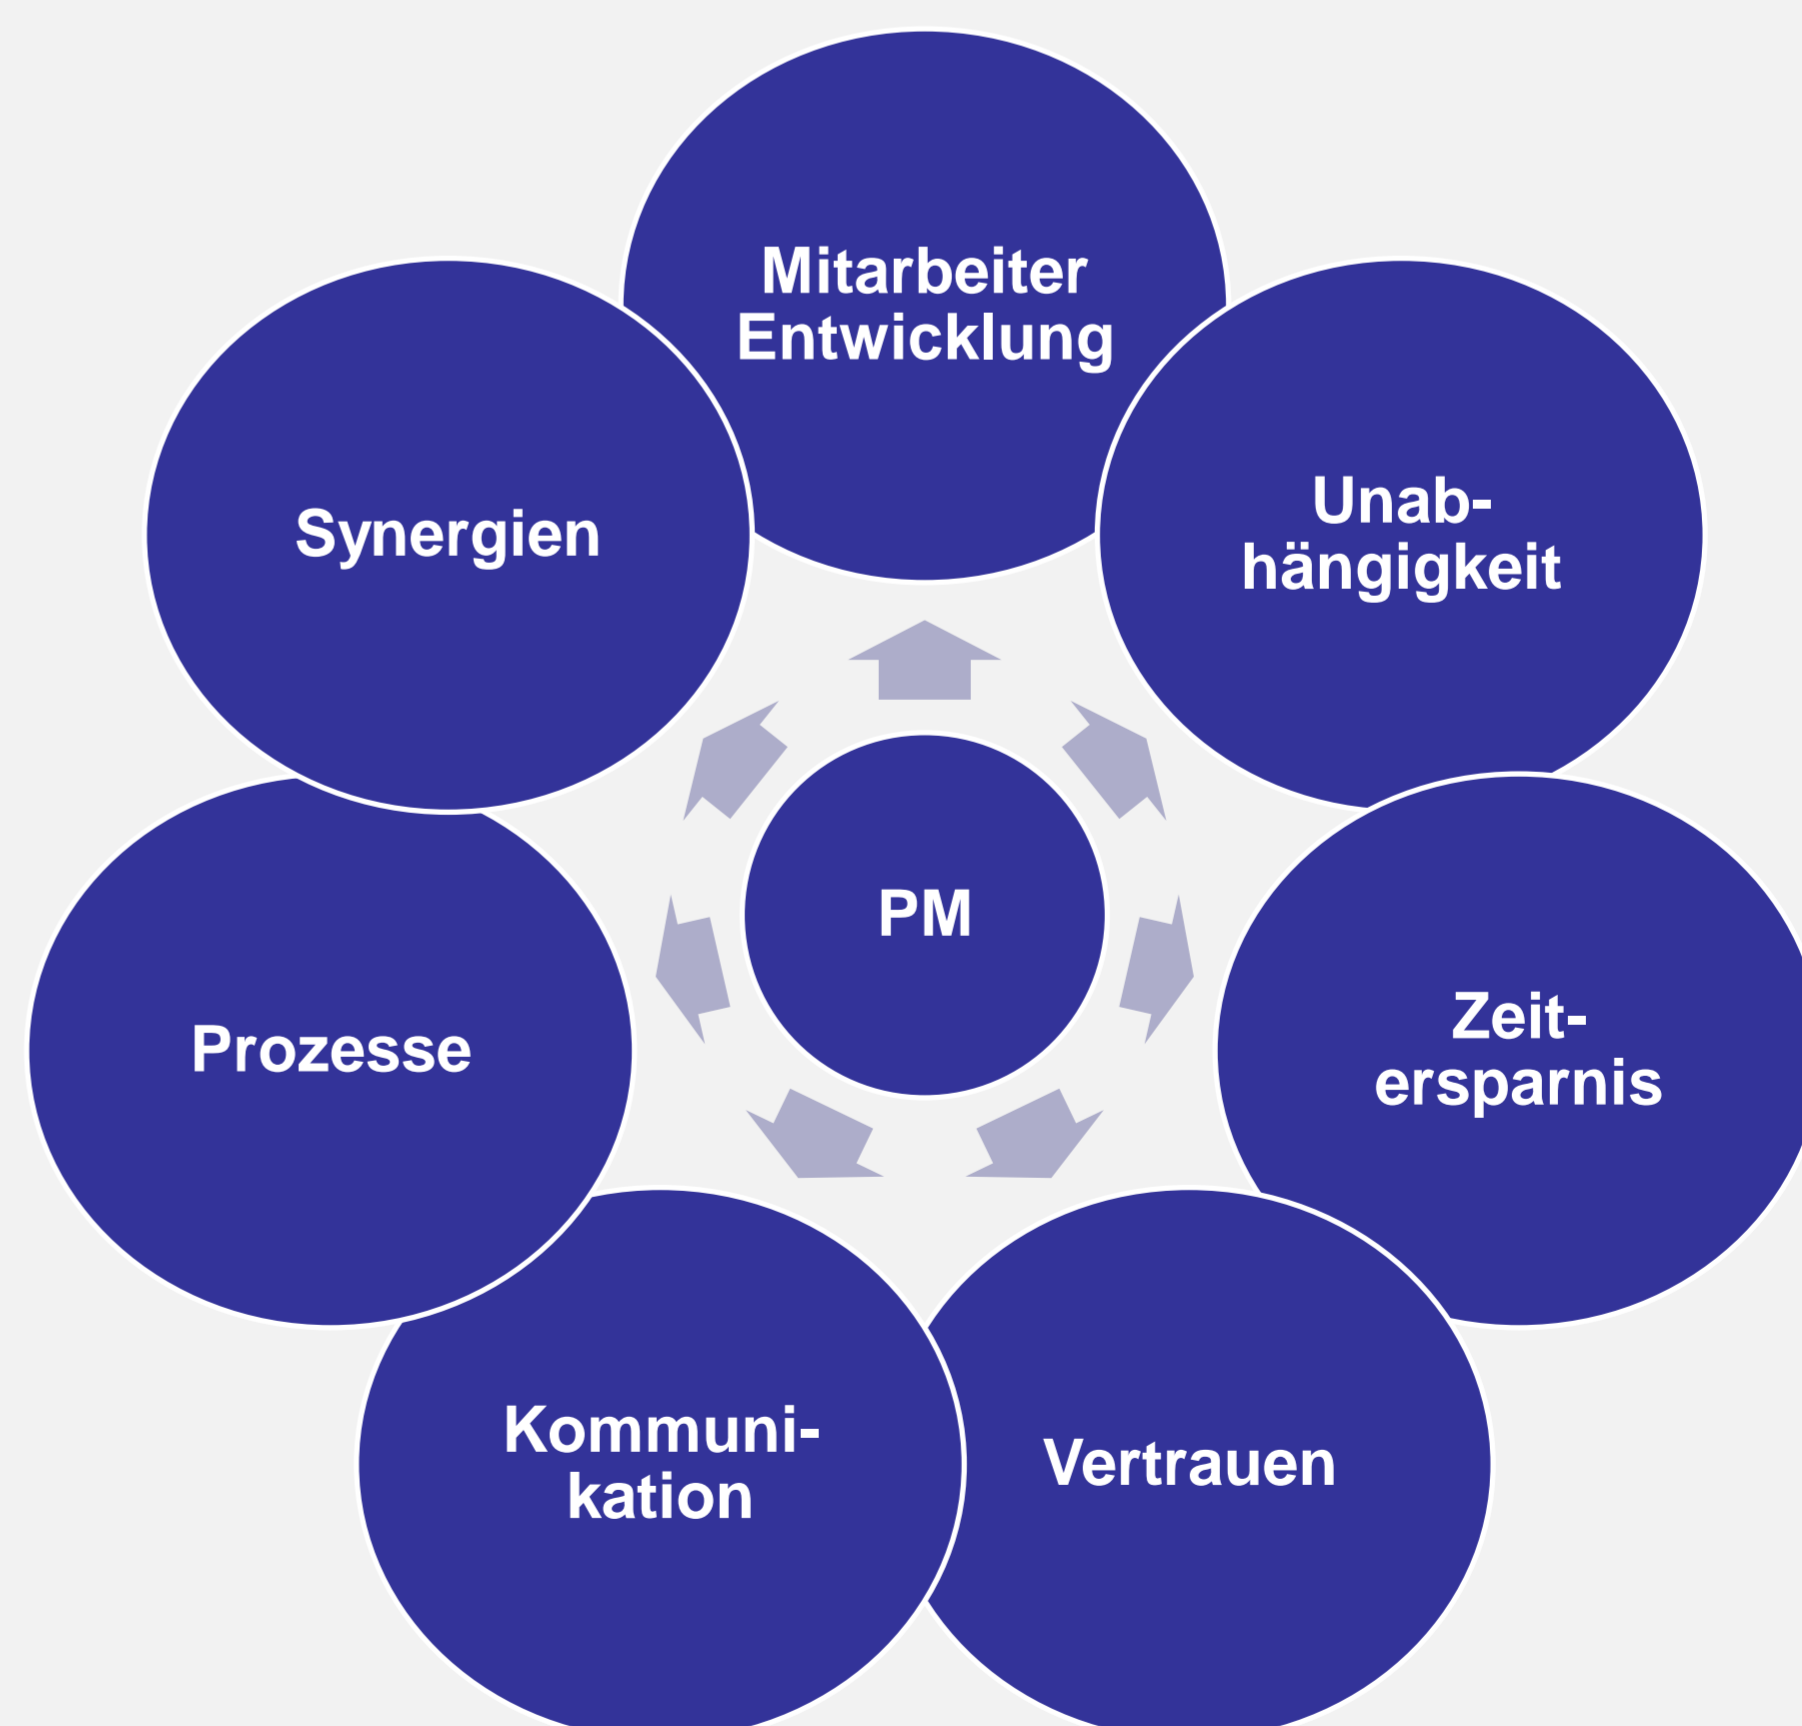 Mitarbeiter
Entwicklung
Unab-
hängigkeit
Zeit-
ersparnis
Vertrauen
Kommuni-
kation
Prozesse
Synergien
PM